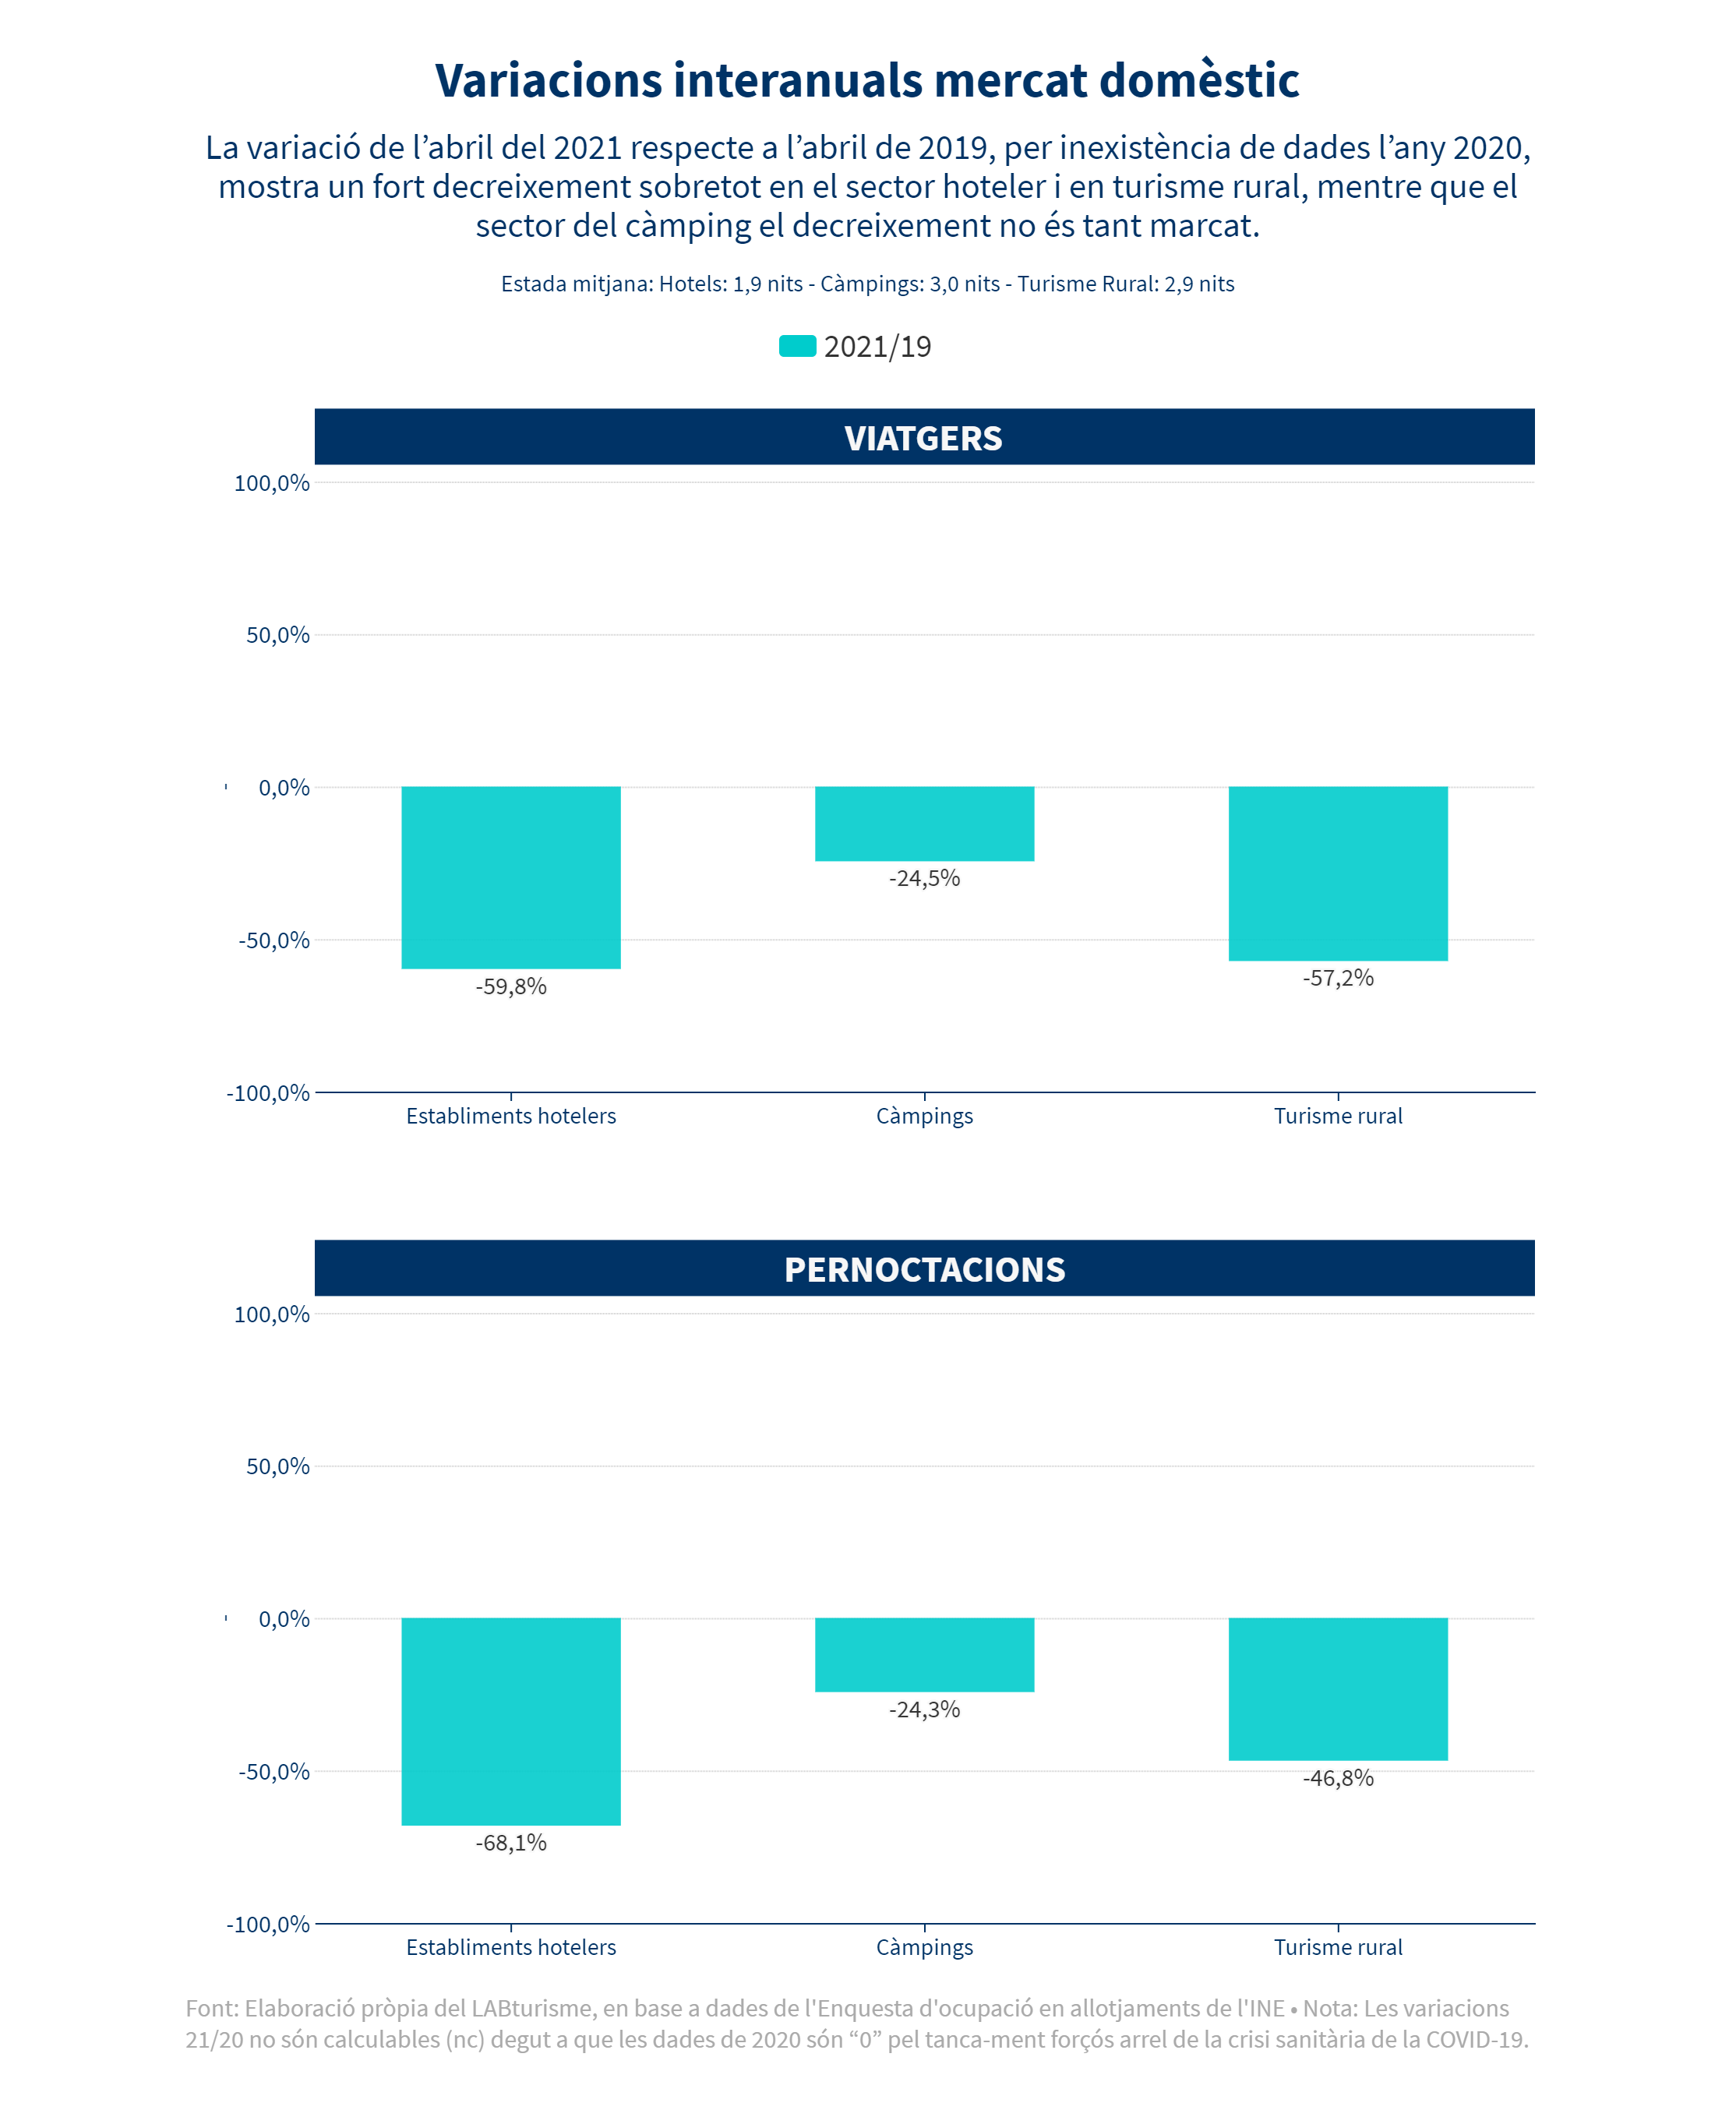 Variacions interanuals mercat domèstic
La variació de l’abril del 2021 respecte a l’abril de 2019, per inexistència de dades l’any 2020,
mostra un fort decreixement sobretot en el sector hoteler i en turisme rural, mentre que el
sector del càmping el decreixement no és tant marcat.
Estada mitjana: Hotels: 1,9 nits - Càmpings: 3,0 nits - Turisme Rural: 2,9 nits
2021/19
VIATGERS
100,0%
50,0%
0,0%
-50,0%
-100,0%
-59,8%
-24,5%
-57,2%
Establiments hotelers
Càmpings
Turisme rural
PERNOCTACIONS
100,0%
50,0%
0,0%
-50,0%
-100,0%
-68,1%
-24,3%
-46,8%
Establiments hotelers
Càmpings
Turisme rural
Font: Elaboració pròpia del LABturisme, en base a dades de l'Enquesta d'ocupació en allotjaments de l'INE • Nota: Les variacions
21/20 no són calculables (nc) degut a que les dades de 2020 són “0” pel tanca-ment forçós arrel de la crisi sanitària de la COVID-19.